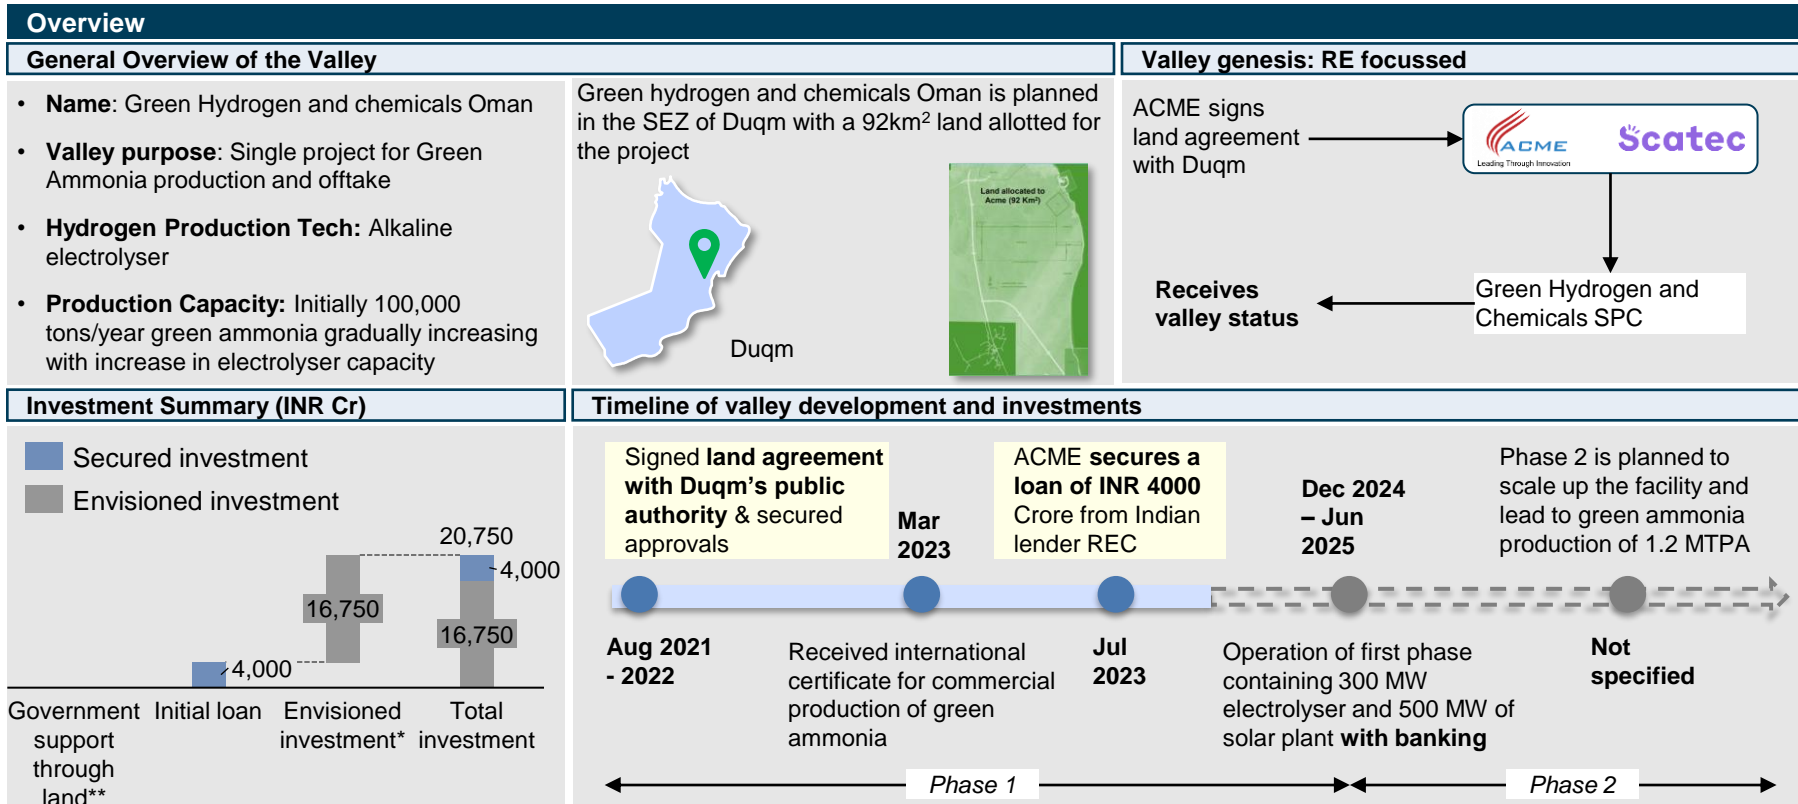 Overview
General Overview of the Valley
• Name: Green Hydrogen and chemicals Oman
• Valley purpose: Single project for Green
Ammonia production and offtake
• Hydrogen Production Tech: Alkaline
electrolyser
• Production Capacity: Initially 100,000
tons/year green ammonia gradually increasing
with increase in electrolyser capacity
Green hydrogen and chemicals Oman is planned
in the SEZ of Duqm with a 92km² land allotted for
the project
Duqm
Land allocated to
Acme (92 Km²)
Valley genesis: RE focussed
ACME signs
land agreement
with Duqm
ACME
Leading Through Innovation
Scatec
Green Hydrogen and
Chemicals SPC
Receives
valley status
Investment Summary (INR Cr)
Secured investment
Envisioned investment
20,750
4,000
16,750
16,750
4,000
Government
support
through
land**
Initial loan
Envisioned
investment*
Total
investment
Timeline of valley development and investments
Signed land agreement
with Duqm's public
authority & secured
approvals
Mar
2023
ACME secures a
loan of INR 4000
Crore from Indian
lender REC
Dec 2024
– Jun
2025
Phase 2 is planned to
scale up the facility and
lead to green ammonia
production of 1.2 MTPA
Aug 2021
- 2022
Received international
certificate for commercial
production of green
ammonia
Jul
2023
Operation of first phase
containing 300 MW
electrolyser and 500 MW of
solar plant with banking
Not
specified
Phase 1
Phase 2